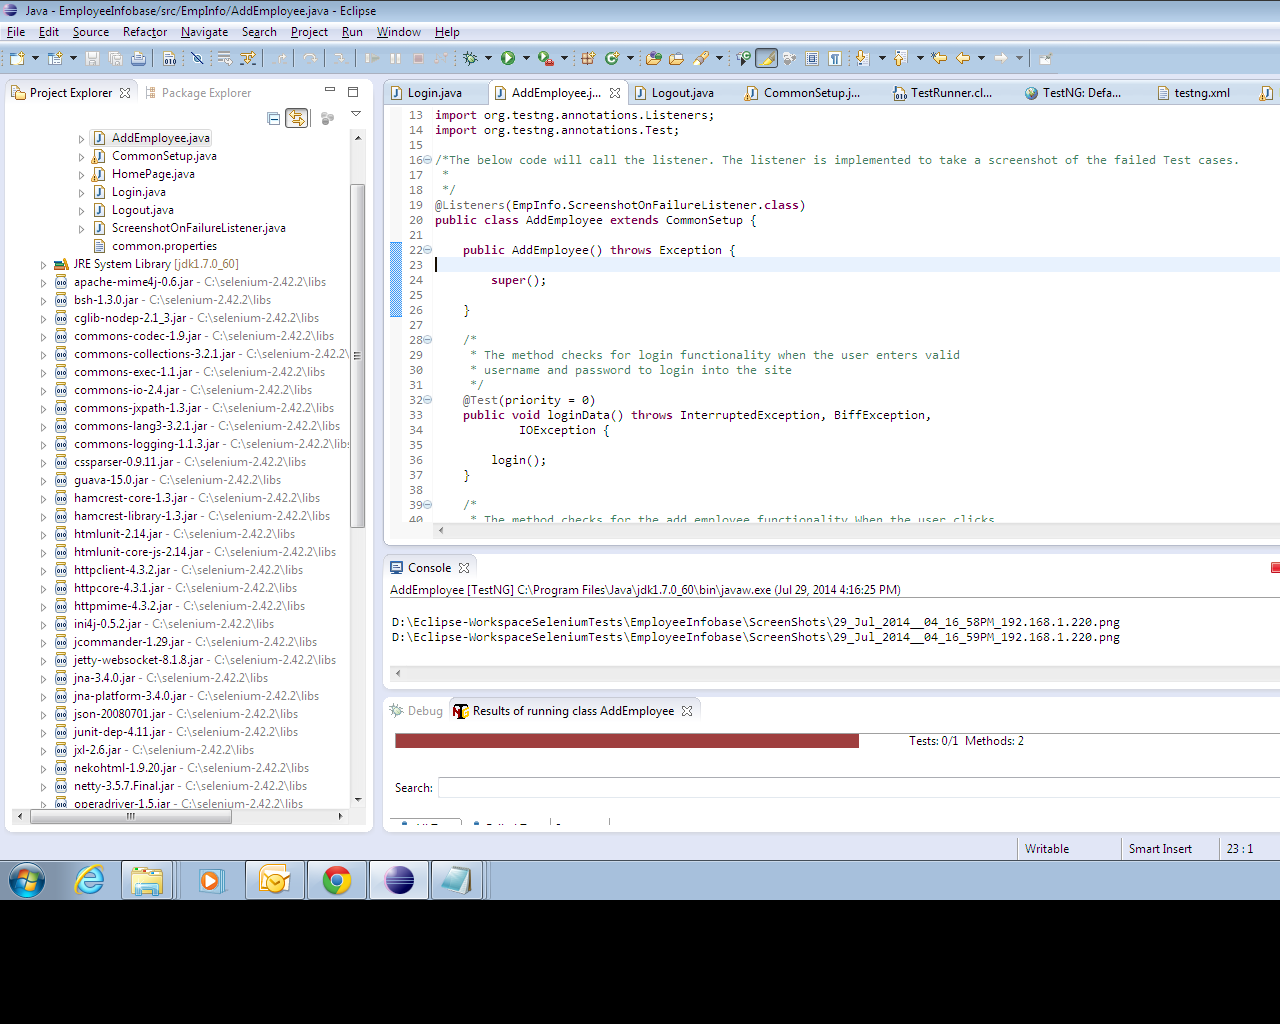 Java - EmployeeInfobase/src/EmpInfo/AddEmployee.java - Eclipse
File Edit Source Refactor Navigate Search Project Run Window Help
Project Explorer Package Explorer
AddEmployee.java
CommonSetup.java
HomePage.java
Login.java
Logout.java
ScreenshotOnFailureListener.java
common.properties
JRE System Library [jdk1.7.0_60]
apache-mime4j-0.6.jar - C:\selenium-2.42.2\libs
bsh-1.3.0.jar - C:\selenium-2.42.2\libs
cglib-nodep-2.1_3.jar - C:\selenium-2.42.2\libs
commons-codec-1.9.jar - C:\selenium-2.42.2\libs
commons-collections-3.2.1.jar - C:\selenium-2.42.2\
commons-exec-1.1.jar - C:\selenium-2.42.2\libs
commons-io-2.4.jar - C:\selenium-2.42.2\libs
commons-jxpath-1.3.jar - C:\selenium-2.42.2\libs
commons-lang3-3.2.1.jar - C:\selenium-2.42.2\libs
commons-logging-1.1.3.jar - C:\selenium-2.42.2\lib
cssparser-0.9.11.jar - C:\selenium-2.42.2\libs
guava-15.0.jar - C:\selenium-2.42.2\libs
hamcrest-core-1.3.jar - C:\selenium-2.42.2\libs
hamcrest-library-1.3.jar - C:\selenium-2.42.2\libs
htmlunit-2.14.jar - C:\selenium-2.42.2\libs
htmlunit-core-js-2.14.jar - C:\selenium-2.42.2\libs
httpclient-4.3.2.jar - C:\selenium-2.42.2\libs
httpcore-4.3.1.jar - C:\selenium-2.42.2\libs
httpmime-4.3.2.jar - C:\selenium-2.42.2\libs
ini4j-0.5.2.jar - C:\selenium-2.42.2\libs
jcommander-1.29.jar - C:\selenium-2.42.2\libs
jetty-websocket-8.1.8.jar - C:\selenium-2.42.2\libs
jna-3.4.0.jar - C:\selenium-2.42.2\libs
jna-platform-3.4.0.jar - C:\selenium-2.42.2\libs
json-20080701.jar - C:\selenium-2.42.2\libs
junit-dep-4.11.jar - C:\selenium-2.42.2\libs
jxl-2.6.jar - C:\selenium-2.42.2\libs
nekohtml-1.9.20.jar - C:\selenium-2.42.2\libs
netty-3.5.7.Final.jar - C:\selenium-2.42.2\libs
operadriver-1.5.jar - C:\selenium-2.42.2\libs
Login.java AddEmployee.j... Logout.java CommonSetup.j... TestRunner.cl... TestNG: Defa... testng.xml
13 import org.testng.annotations.Listeners;
14 import org.testng.annotations.Test;
15
16 /*The below code will call the listener. The listener is implemented to take a screenshot of the failed Test cases.
17 *
18 */
19 @Listeners(EmpInfo.ScreenshotOnFailureListener.class)
20 public class AddEmployee extends CommonSetup {
21
22 public AddEmployee() throws Exception {
23
24 super();
25
26 }
27
28 /*
29 * The method checks for login functionality when the user enters valid
30 * username and password to login into the site
31 */
32 @Test(priority = 0)
33 public void loginData() throws InterruptedException, BiffException,
34 IOException {
35
36 login();
37 }
38
39 /*
40 * The method checks for the add employee functionality When the user clicks
Console
AddEmployee [TestNG] C:\Program Files\Java\jdk1.7.0_60\bin\javaw.exe (Jul 29, 2014 4:16:25 PM)
D:\Eclipse-WorkspaceSeleniumTests\EmployeeInfobase\ScreenShots\29_Jul_2014__04_16_58PM_192.168.1.220.png
D:\Eclipse-WorkspaceSeleniumTests\EmployeeInfobase\ScreenShots\29_Jul_2014__04_16_59PM_192.168.1.220.png
Debug Results of running class AddEmployee
Tests: 0/1 Methods: 2
Search:
Writable Smart Insert 23 : 1